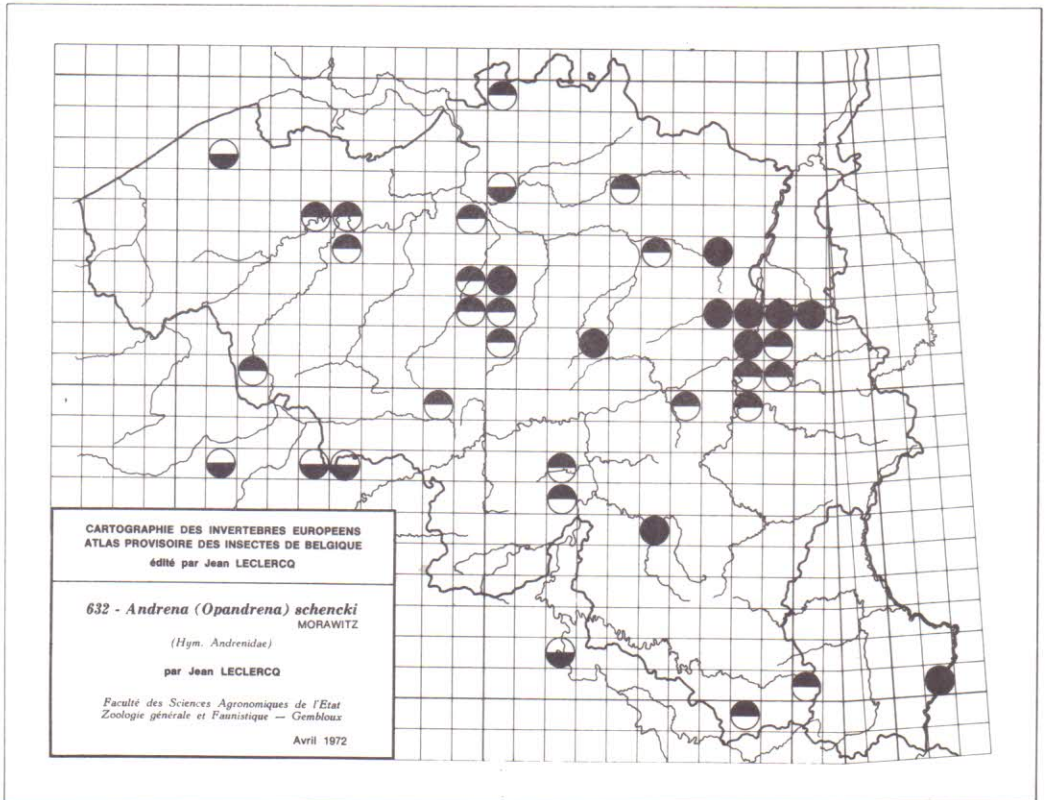 CARTOGRAPHIE DES INVERTEBRES EUROPEENS
ATLAS PROVISOIRE DES INSECTES DE BELGIQUE
édité par Jean LECLERCQ
632 - Andrena (Opandrena) schencki
MORAWITZ
(Hym. Andrenidae)
par Jean LECLERCQ
Faculté des Sciences Agronomiques de l'Etat
Zoologie générale et Faunistique — Gembloux
Avril 1972